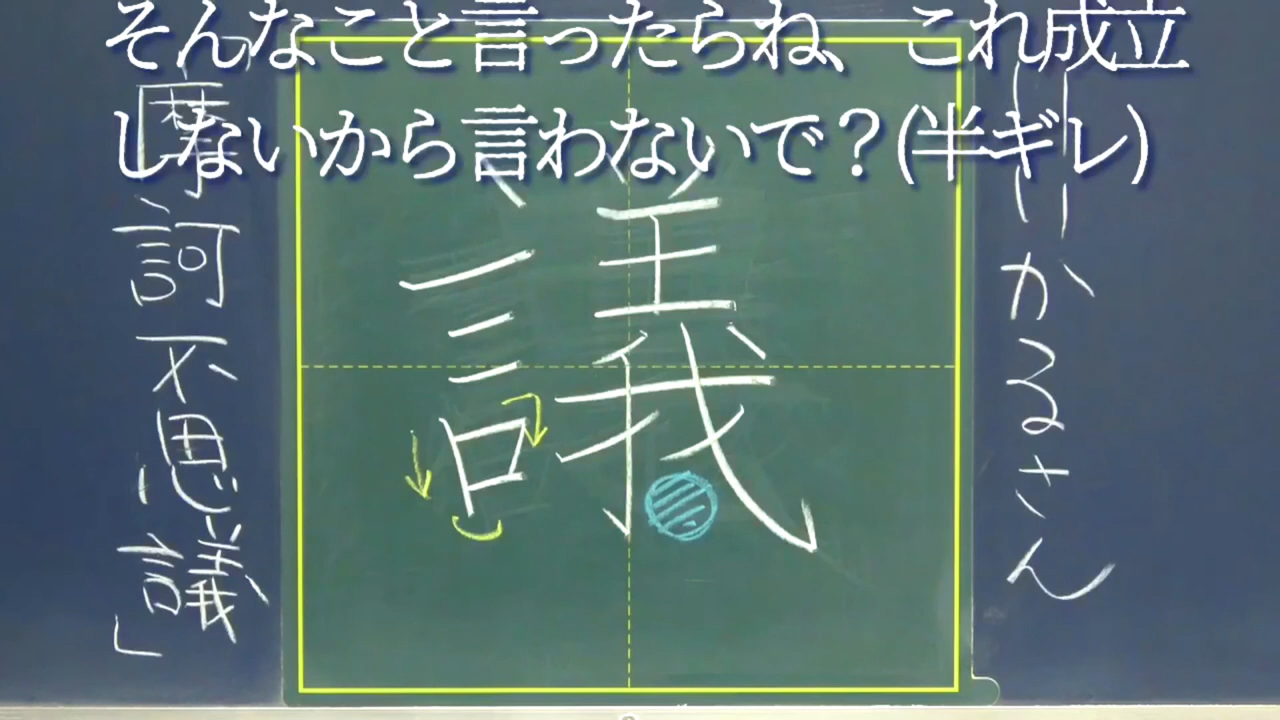 そんなこと言ったらね、これ成立
しないから言わないで？(半ギレ)
かるさん
議
「摩訶不思議」